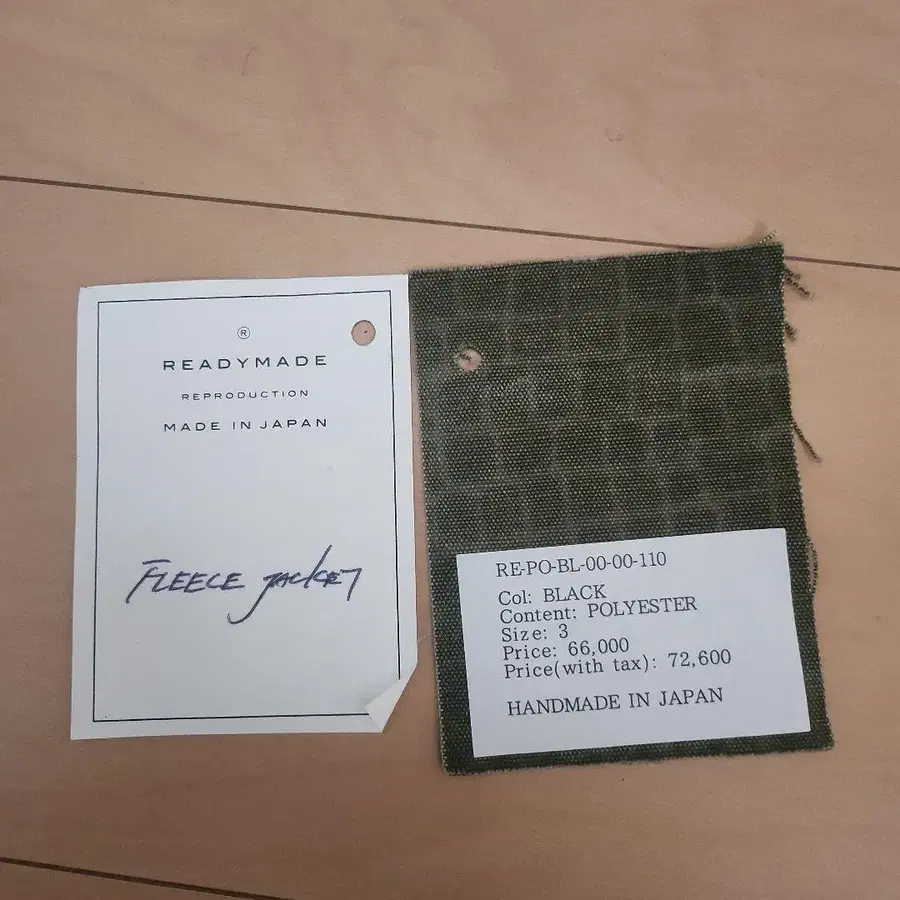 ®
READYMADE
REPRODUCTION
MADE IN JAPAN
FLEECE JACKET
RE-PO-BL-00-00-110
Col: BLACK
Content: POLYESTER
Size: 3
Price: 66,000
Price(with tax): 72,600
HANDMADE IN JAPAN